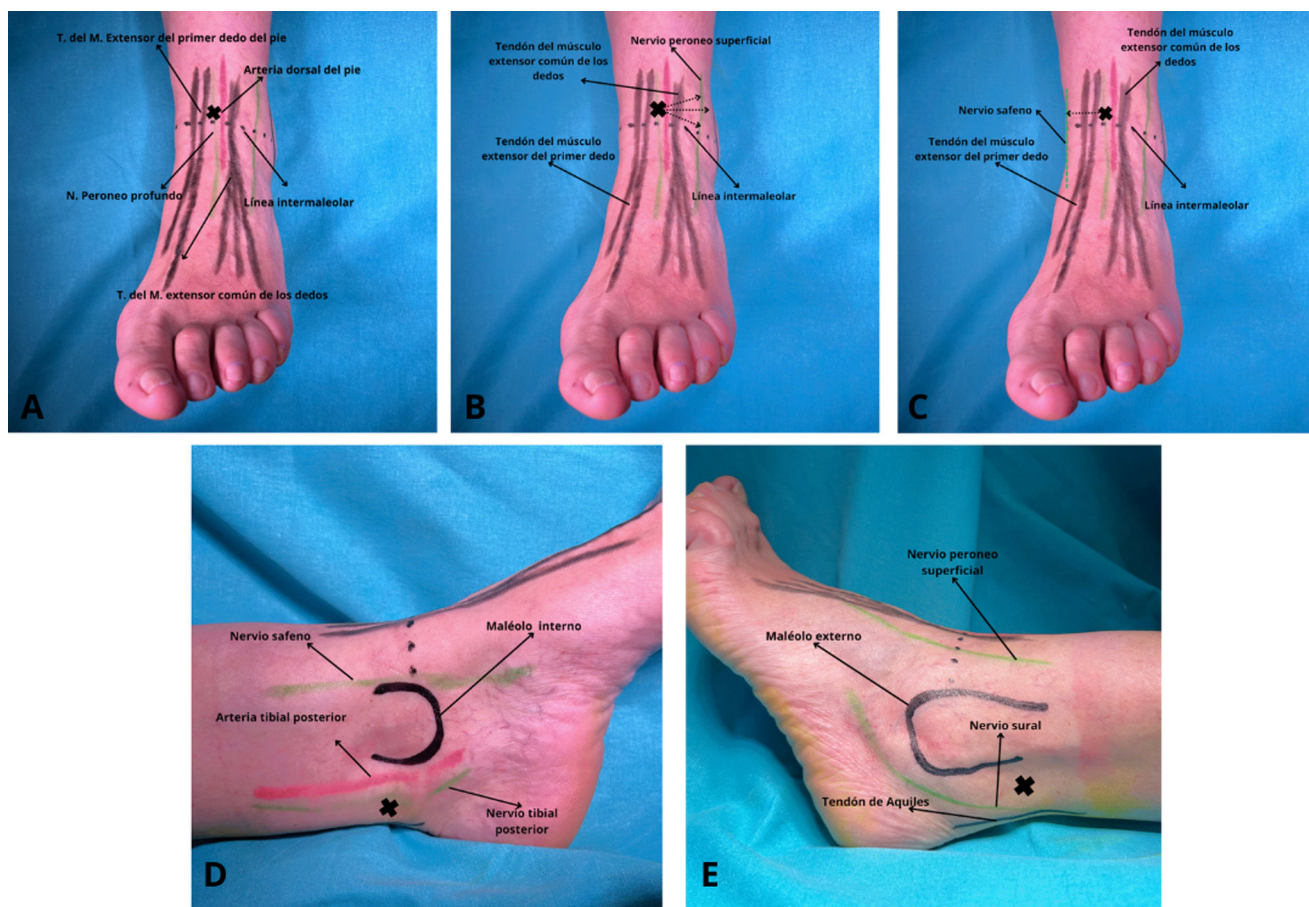 T. del M. Extensor del primer dedo del pie
Arteria dorsal del pie
N. Peroneo profundo
Línea intermaleolar
T. del M. extensor común de los dedos
A
Tendón del músculo
extensor común de los
dedos
Nervio peroneo superficial
Tendón del músculo
extensor del primer dedo
Línea intermaleolar
B
Tendón del músculo
extensor común de los
dedos
Nervio safeno
Tendón del músculo
extensor del primer dedo
Línea intermaleolar
C
Nervio safeno
Maléolo interno
Arteria tibial posterior
Nervio tibial
posterior
D
Nervio peroneo
superficial
Maléolo externo
Nervio sural
Tendón de Aquiles
E